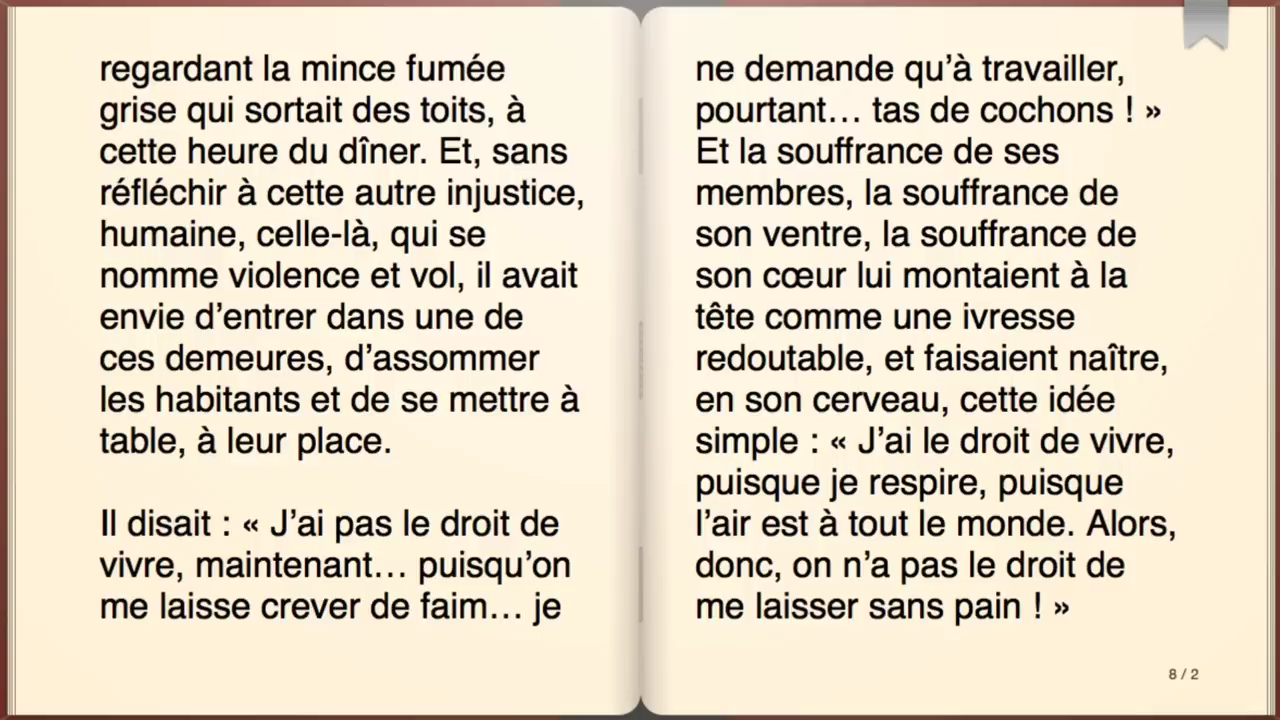 regardant la mince fumée
grise qui sortait des toits, à
cette heure du dîner. Et, sans
réfléchir à cette autre injustice,
humaine, celle-là, qui se
nomme violence et vol, il avait
envie d’entrer dans une de
ces demeures, d’assommer
les habitants et de se mettre à
table, à leur place.

Il disait : « J’ai pas le droit de
vivre, maintenant… puisqu’on
me laisse crever de faim… je
ne demande qu’à travailler,
pourtant… tas de cochons ! »
Et la souffrance de ses
membres, la souffrance de
son ventre, la souffrance de
son cœur lui montaient à la
tête comme une ivresse
redoutable, et faisaient naître,
en son cerveau, cette idée
simple : « J’ai le droit de vivre,
puisque je respire, puisque
l’air est à tout le monde. Alors,
donc, on n’a pas le droit de
me laisser sans pain ! »
8 / 2